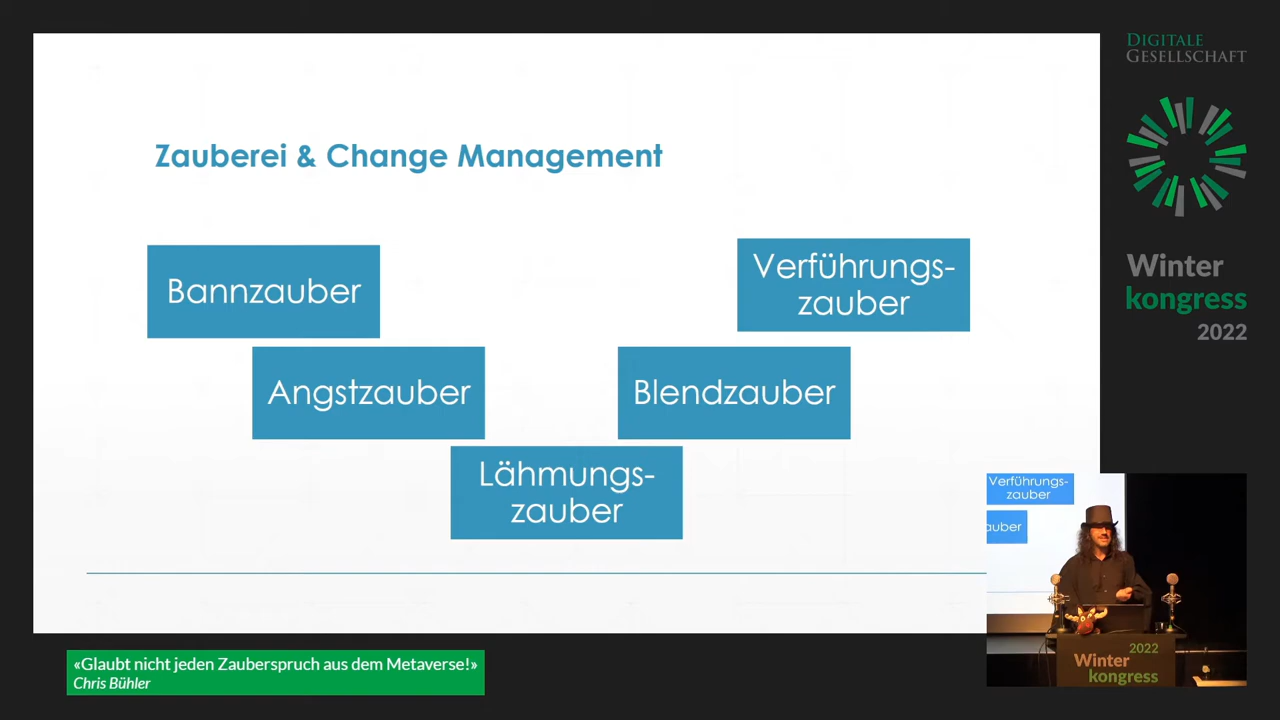 Zauberei & Change Management
Bannzauber
Verführungs-
zauber
Angstzauber
Blendzauber
Lähmungs-
zauber
DIGITALE
GESELLSCHAFT
Winter
kongress
2022
Verführungs-
zauber
auber
2022
Winter
kongress
«Glaubt nicht jeden Zauberspruch aus dem Metaverse!»
Chris Bühler